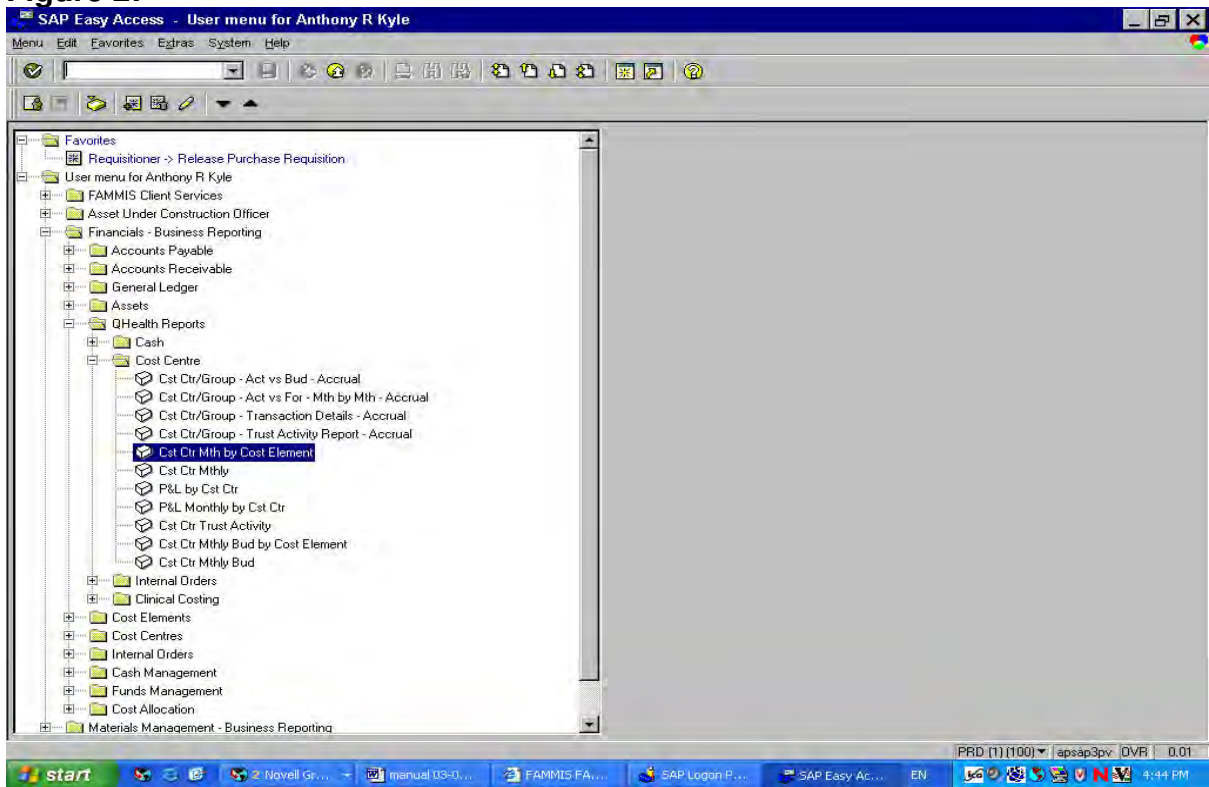 Figure 2:
SAP Easy Access - User menu for Anthony R Kyle
Menu Edit Favorites Extras System Help
Favorites
Requisitioner -> Release Purchase Requisition
User menu for Anthony R Kyle
FAMMIS Client Services
Asset Under Construction Officer
Financials - Business Reporting
Accounts Payable
Accounts Receivable
General Ledger
Assets
QHealth Reports
Cash
Cost Centre
Cst Ctr/Group - Act vs Bud - Accrual
Cst Ctr/Group - Act vs For - Mth by Mth - Accrual
Cst Ctr/Group - Transaction Details - Accrual
Cst Ctr/Group - Trust Activity Report - Accrual
Cst Ctr Mth by Cost Element
Cst Ctr Mthly
P&L by Cst Ctr
P&L Monthly by Cst Ctr
Cst Ctr Trust Activity
Cst Ctr Mthly Bud by Cost Element
Cst Ctr Mthly Bud
Internal Orders
Clinical Costing
Cost Elements
Cost Centres
Internal Orders
Cash Management
Funds Management
Cost Allocation
Materials Management - Business Reporting
PRD (1) (100) apsap3pv OVR 0.01
start 2 Novell Gr... manual 03-0... FAMMIS FA... SAP Logon P... SAP Easy Ac... EN 4:44 PM